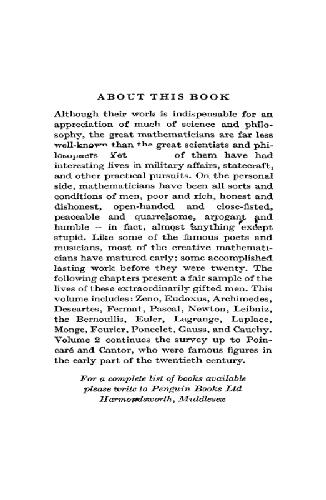 ABOUT THIS BOOK
Although their work is indispensable for an
appreciation of much of science and philo-
sophy, the great mathematicians are far less
well-known than the great scientists and phi-
losophers Yet of them have had
interesting lives in military affairs, statecraft,
and other practical pursuits. On the personal
side, mathematicians have been all sorts and
conditions of men, poor and rich, honest and
dishonest, open-handed and close-fisted,
peaceable and quarrelsome, arrogant and
humble – in fact, almost anything except
stupid. Like some of the famous poets and
musicians, most of the creative mathemati-
cians have matured early; some accomplished
lasting work before they were twenty. The
following chapters present a fair sample of the
lives of these extraordinarily gifted men. This
volume includes: Zeno, Eudoxus, Archimedes,
Descartes, Fermat, Pascal, Newton, Leibniz,
the Bernoullis, Euler, Lagrange, Laplace,
Monge, Fourier, Poncelet, Gauss, and Cauchy.
Volume 2 continues the survey up to Poin-
caré and Cantor, who were famous figures in
the early part of the twentieth century.
For a complete list of books available
please write to Penguin Books Ltd
Harmondsworth, Middlesex